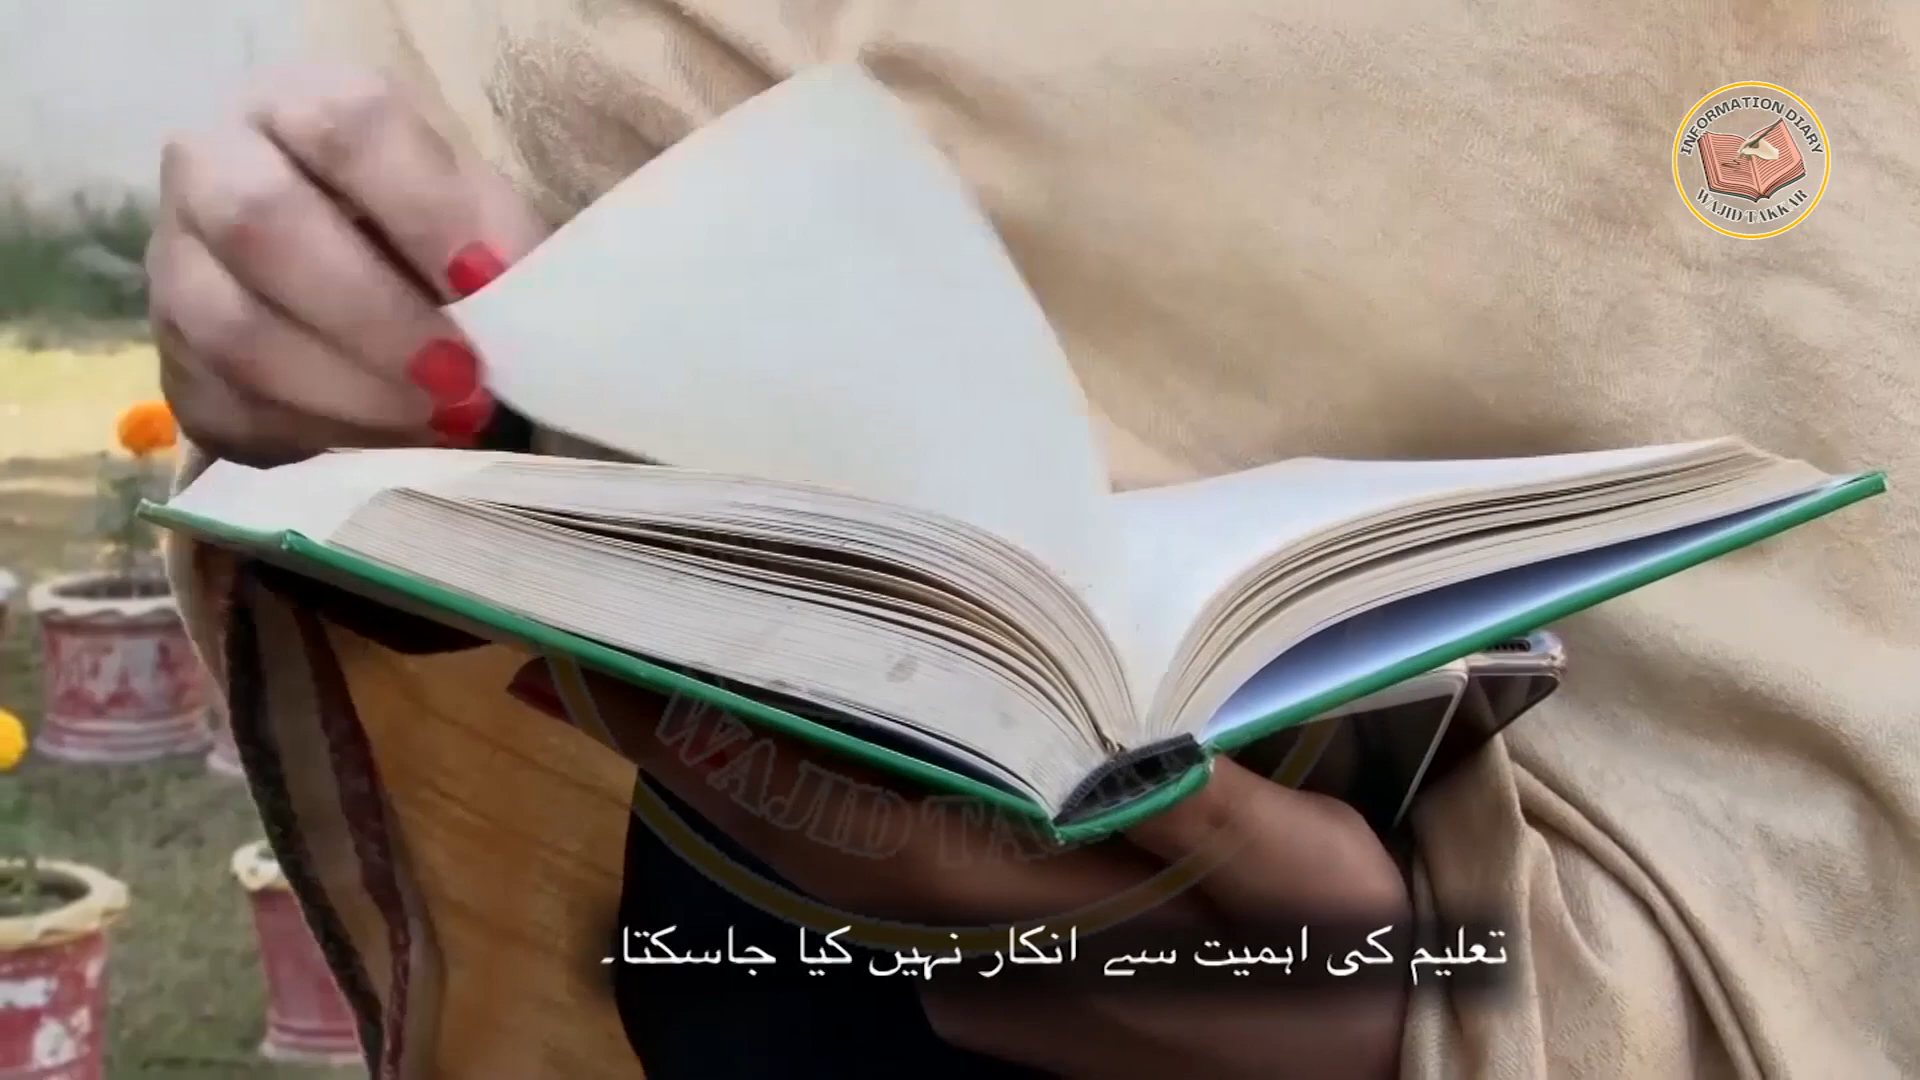 INFORMATION DIARY
WAJID TAKKAR
WAJID TA
تعلیم کی اہمیت سے انکار نہیں کیا جاسکتا۔